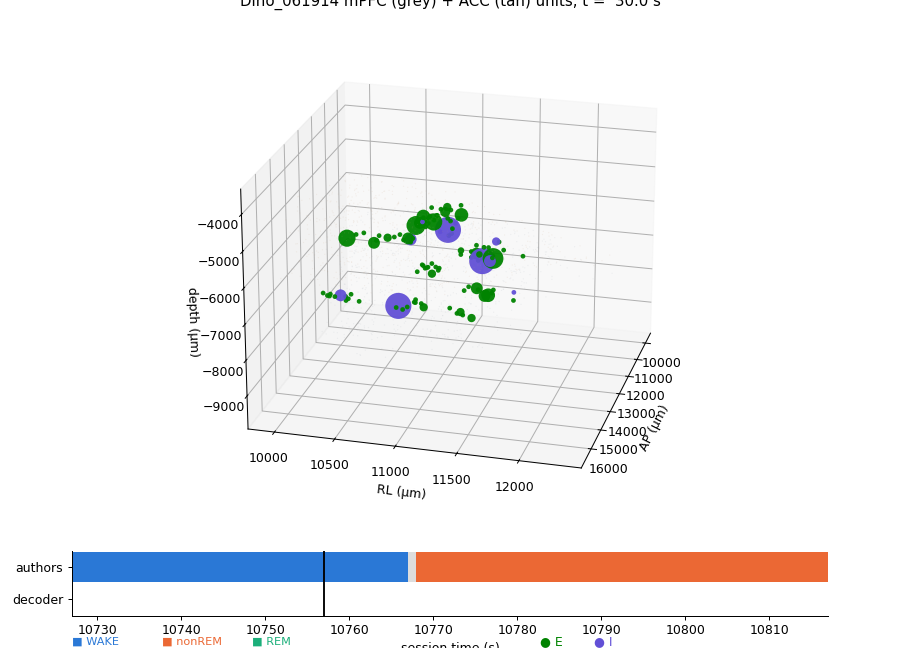 Dino_061914 mPFC (grey) + ACC (tan) units, t = 30.0 s
−4000
−5000
−6000
−7000
−8000
−9000
depth (μm)
10000
10500
11000
11500
12000
RL (μm)
10000
11000
12000
13000
14000
15000
16000
AP (μm)
authors
decoder
10730
10740
10750
10760
10770
10780
10790
10800
10810
session time (s)
WAKE
nonREM
REM
E
I